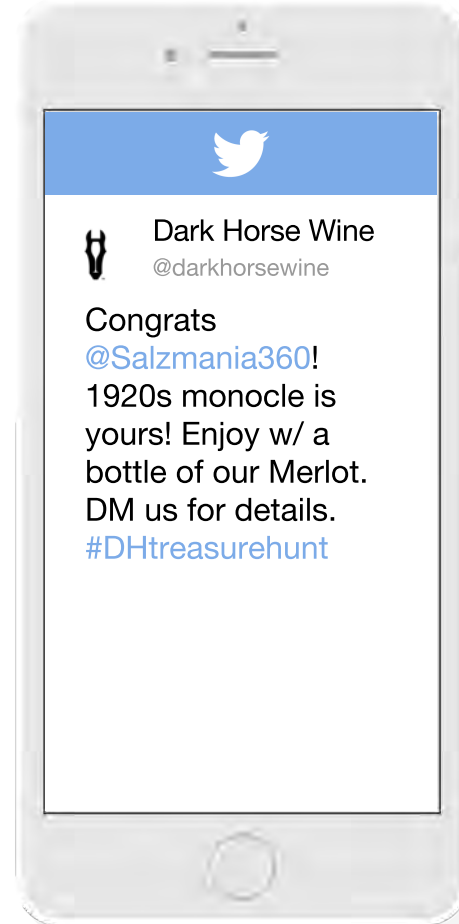 Dark Horse Wine
@darkhorsewine
Congrats
@Salzmania360!
1920s monocle is
yours! Enjoy w/ a
bottle of our Merlot.
DM us for details.
#DHtreasurehunt